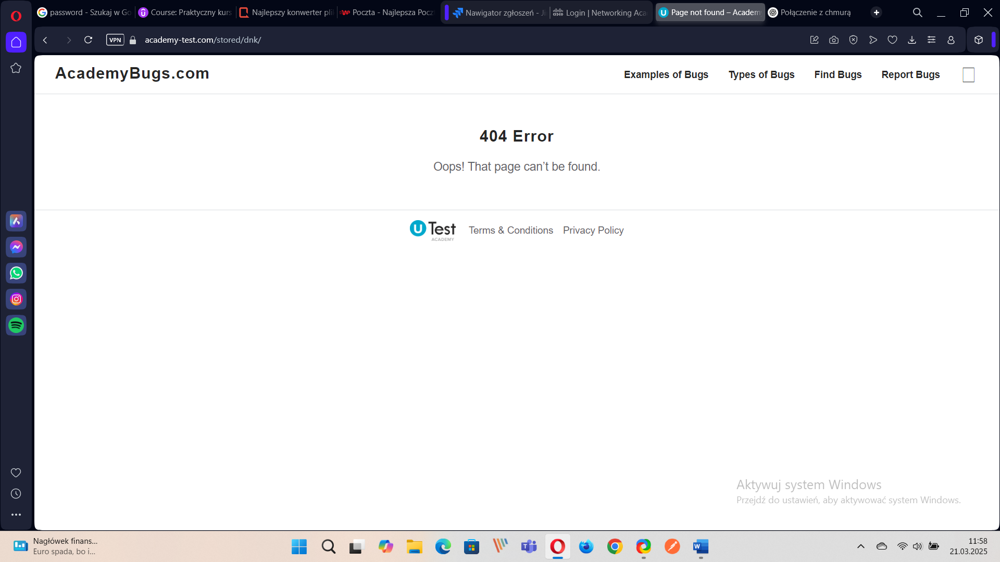 password - Szukaj w Go
Course: Praktyczny kurs
Najlepszy konwerter pli
Poczta - Najlepsza Pocz
Nawigator zgłoszeń - Ji
Login | Networking Aca
Page not found – Academ
Połączenie z chmurą
VPN
academy-test.com/stored/dnk/
AcademyBugs.com
Examples of Bugs
Types of Bugs
Find Bugs
Report Bugs
404 Error
Oops! That page can’t be found.
U Test
ACADEMY
Terms & Conditions
Privacy Policy
Aktywuj system Windows
Przejdź do ustawień, aby aktywować system Windows.
Nagłówek finans...
Euro spada, bo i...
11:58
21.03.2025